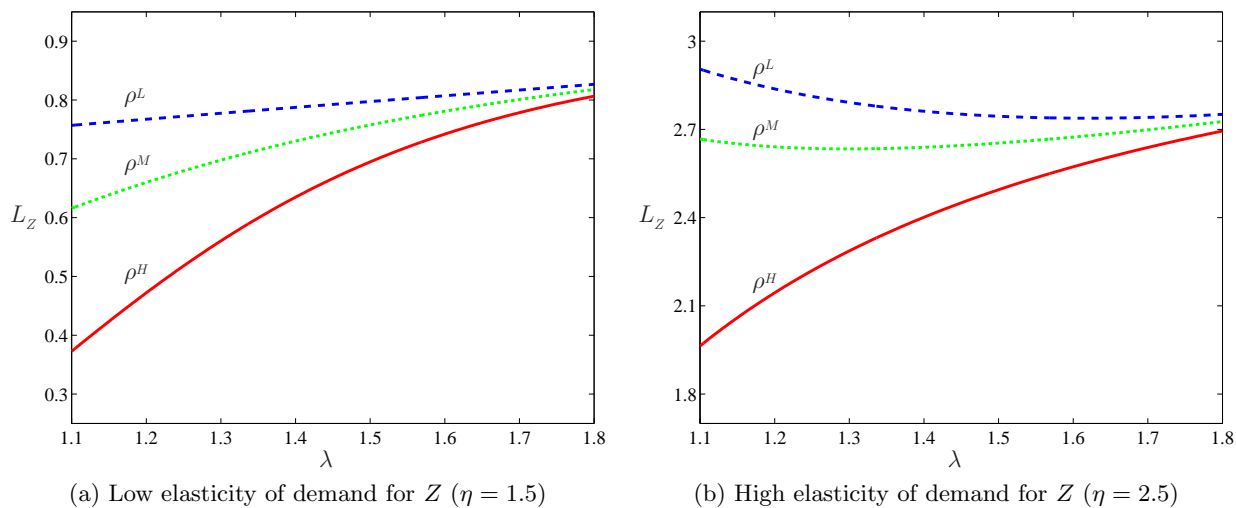 0.9
0.8
0.7
0.6
0.5
0.4
0.3
L_Z
ρ^L
ρ^M
ρ^H
1.1 1.2 1.3 1.4 1.5 1.6 1.7 1.8
λ
(a) Low elasticity of demand for Z (η = 1.5)
3
2.7
2.4
2.1
1.8
L_Z
ρ^L
ρ^M
ρ^H
1.1 1.2 1.3 1.4 1.5 1.6 1.7 1.8
λ
(b) High elasticity of demand for Z (η = 2.5)